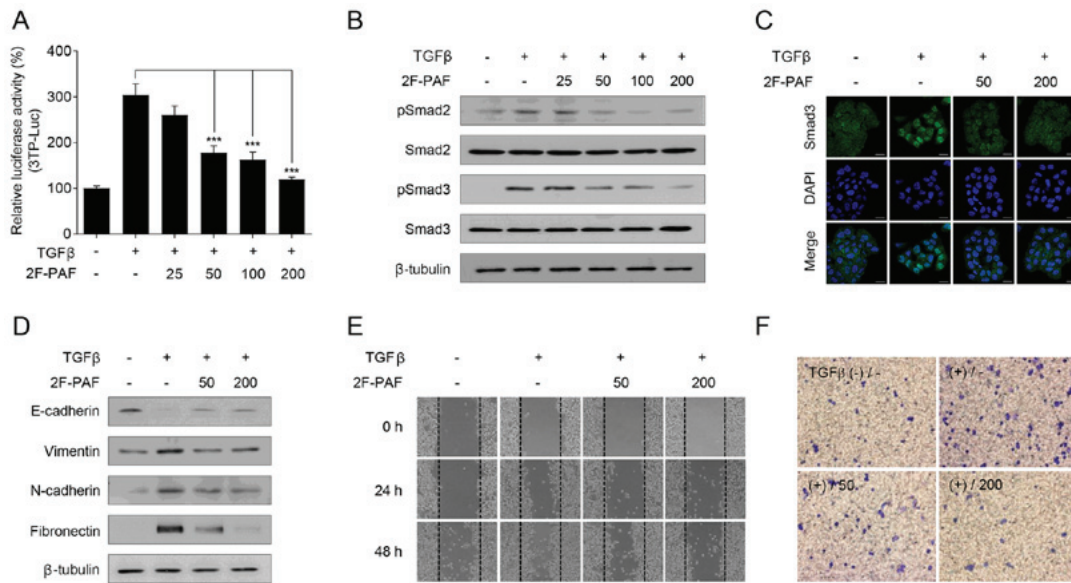 A
Relative luciferase activity (%)
(3TP-Luc)
400
300
200
100
0
*** *** ***
TGFβ - + + + + +
2F-PAF - - 25 50 100 200
B
TGFβ - + + + + +
2F-PAF - - 25 50 100 200
pSmad2
Smad2
pSmad3
Smad3
β-tubulin
C
TGFβ - + + +
2F-PAF - - 50 200
Smad3
DAPI
Merge
D
TGFβ - + + +
2F-PAF - - 50 200
E-cadherin
Vimentin
N-cadherin
Fibronectin
β-tubulin
E
TGFβ - + + +
2F-PAF - - 50 200
0 h
24 h
48 h
F
TGFβ (-) / -
(+) / -
(+) / 50
(+) / 200